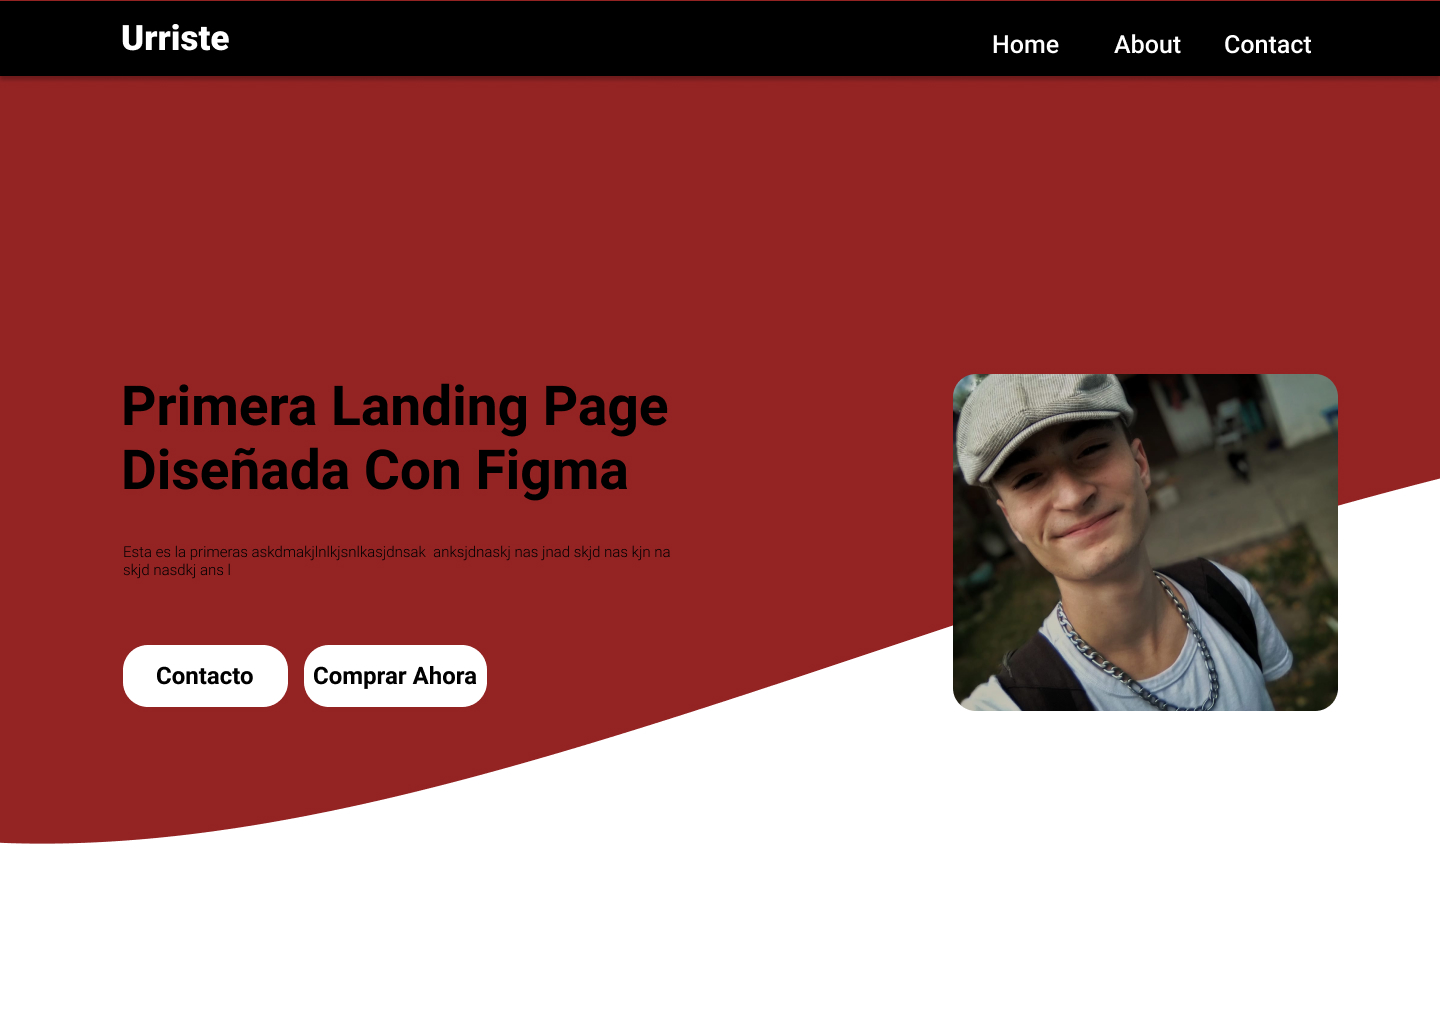 Urriste
Home About Contact
Primera Landing Page
Diseñada Con Figma
Esta es la primeras askdmakjlnlkjsnlkasjdnsak  anksjdnaskj nas jnad skjd nas kjn na
skjd nasdkj ans l
Contacto Comprar Ahora